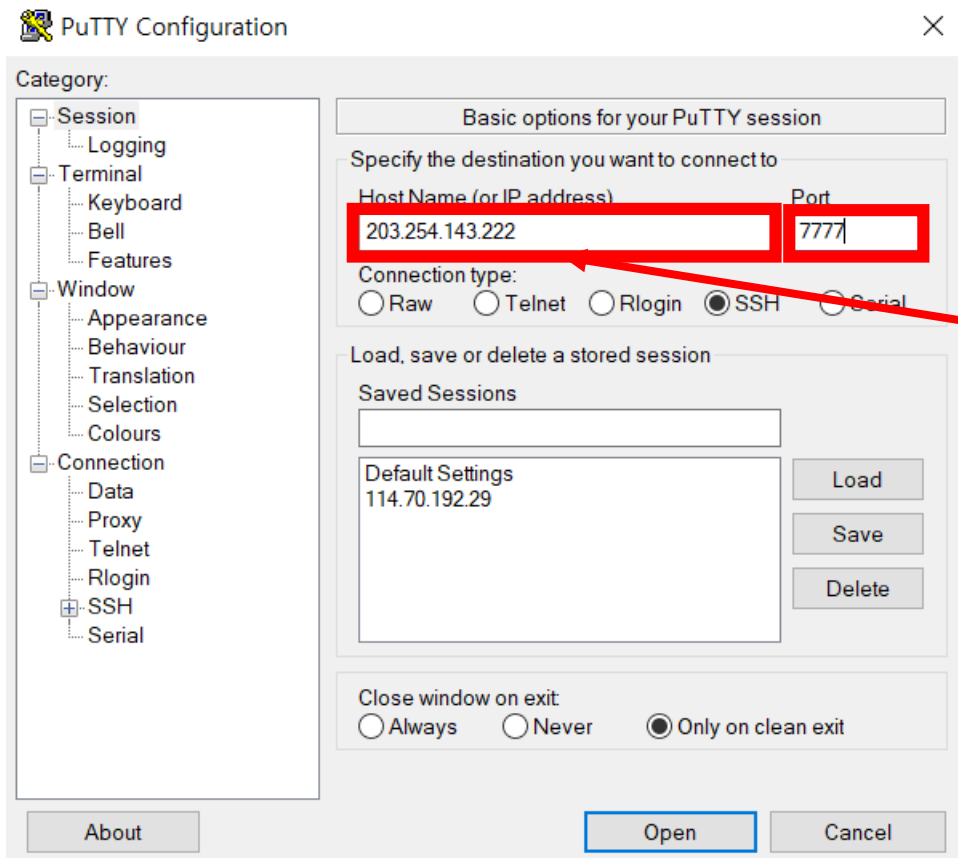 PuTTY Configuration
Category:
Session
Logging
Terminal
Keyboard
Bell
Features
Window
Appearance
Behaviour
Translation
Selection
Colours
Connection
Data
Proxy
Telnet
Rlogin
SSH
Serial
Basic options for your PuTTY session
Specify the destination you want to connect to
Host Name (or IP address) Port
203.254.143.222 7777
Connection type:
Raw Telnet Rlogin SSH Serial
Load, save or delete a stored session
Saved Sessions
Default Settings
114.70.192.29
Load
Save
Delete
Close window on exit:
Always Never Only on clean exit
About Open Cancel